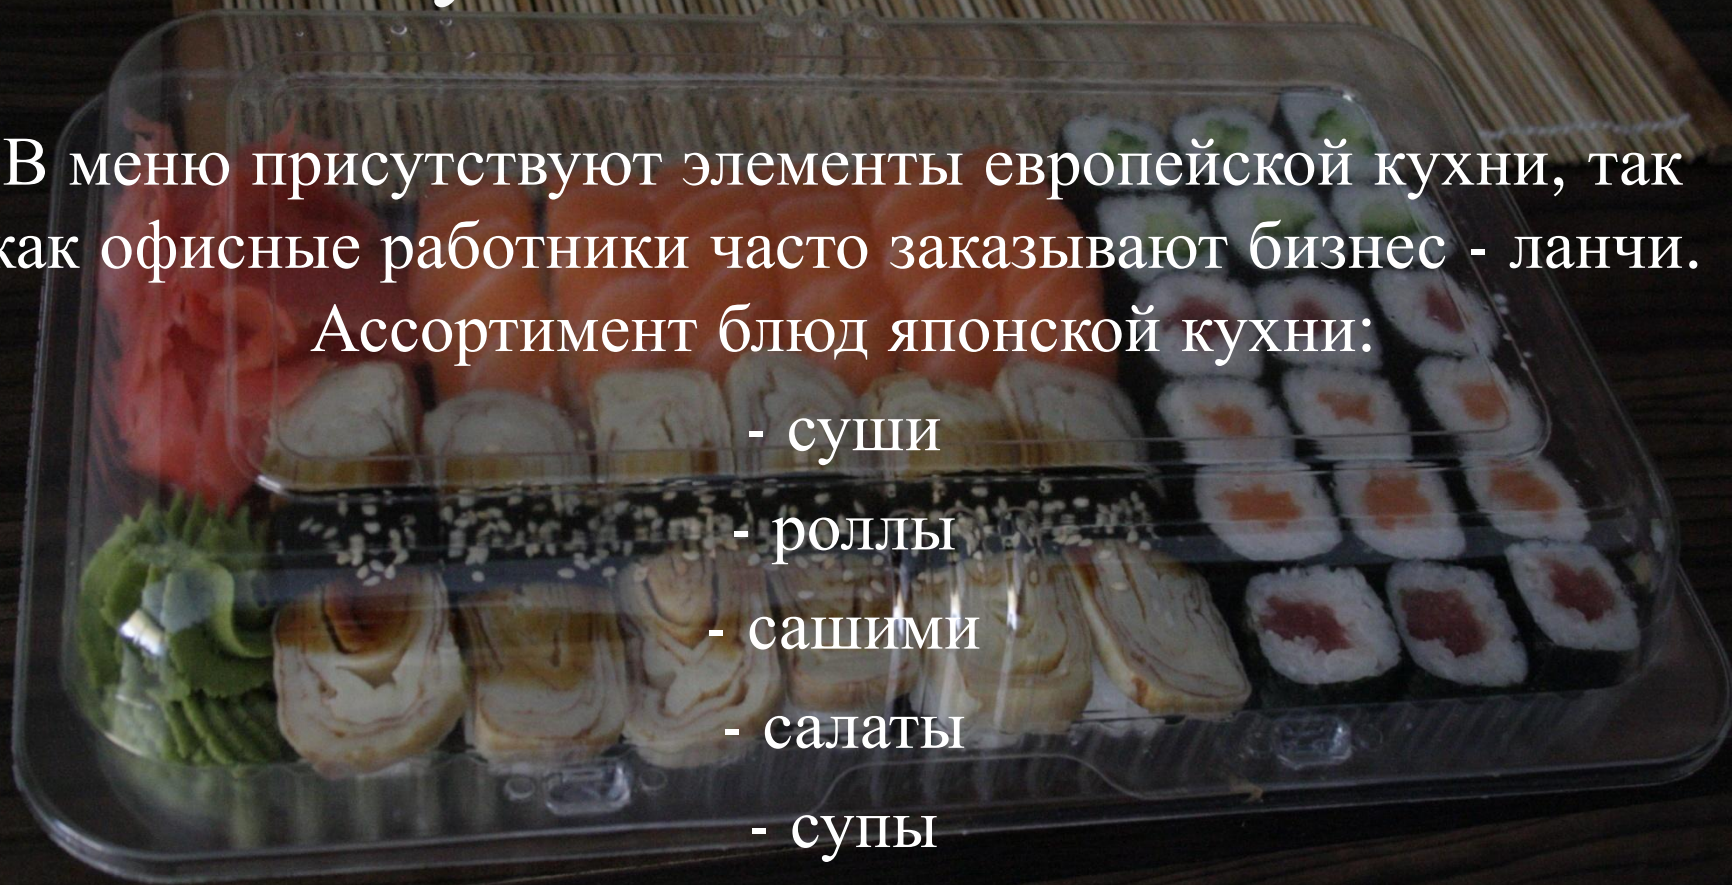 В меню присутствуют элементы европейской кухни, так
как офисные работники часто заказывают бизнес - ланчи.
Ассортимент блюд японской кухни:
- суши
- роллы
- сашими
- салаты
- супы